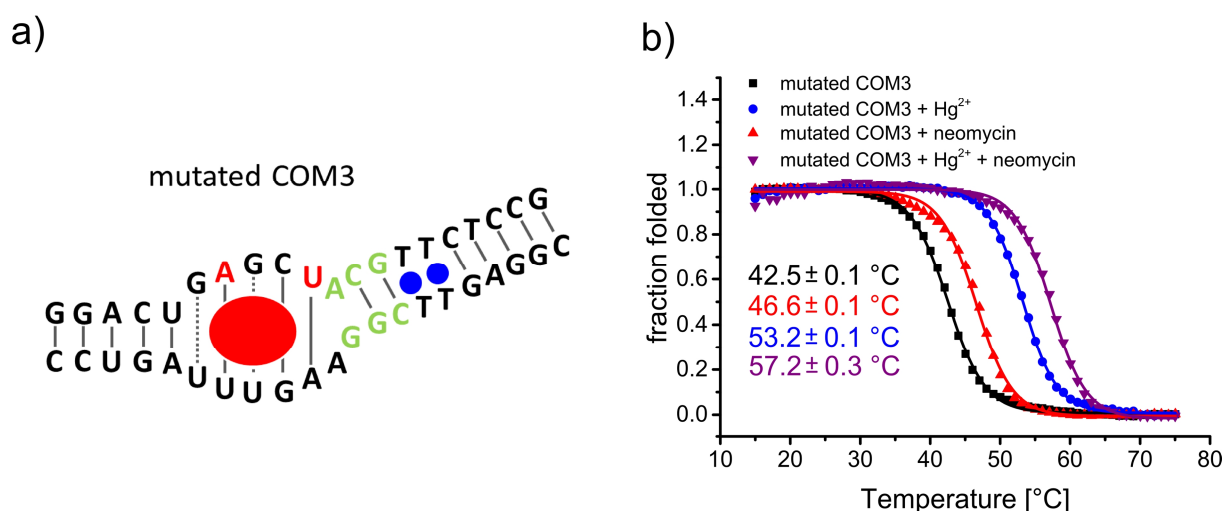 a)
mutated COM3
GGACUGAGCUACGTTCTCCG
CCUGAUUUGAAGGCTTGAGGC
b)
mutated COM3
mutated COM3 + Hg²⁺
mutated COM3 + neomycin
mutated COM3 + Hg²⁺ + neomycin
fraction folded
1.4
1.2
1.0
0.8
0.6
0.4
0.2
0.0
42.5 ± 0.1 °C
46.6 ± 0.1 °C
53.2 ± 0.1 °C
57.2 ± 0.3 °C
10 20 30 40 50 60 70 80
Temperature [°C]